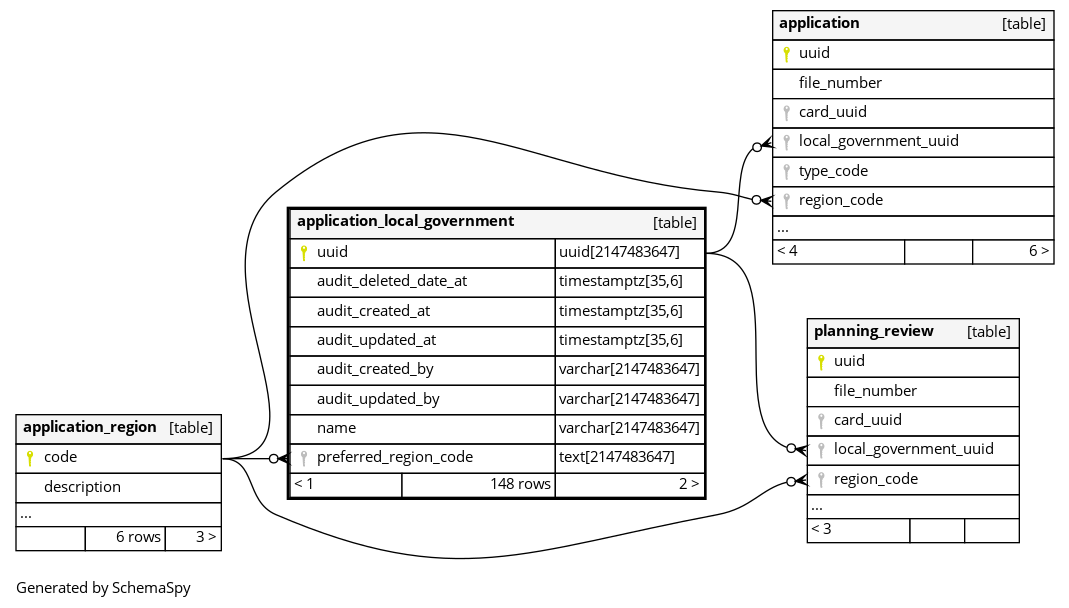 application [table]
uuid
file_number
card_uuid
local_government_uuid
type_code
region_code
...
< 4 6 >
application_local_government [table]
uuid uuid[2147483647]
audit_deleted_date_at timestamptz[35,6]
audit_created_at timestamptz[35,6]
audit_updated_at timestamptz[35,6]
audit_created_by varchar[2147483647]
audit_updated_by varchar[2147483647]
name varchar[2147483647]
preferred_region_code text[2147483647]
< 1 148 rows 2 >
planning_review [table]
uuid
file_number
card_uuid
local_government_uuid
region_code
...
< 3
application_region [table]
code
description
...
6 rows 3 >
Generated by SchemaSpy